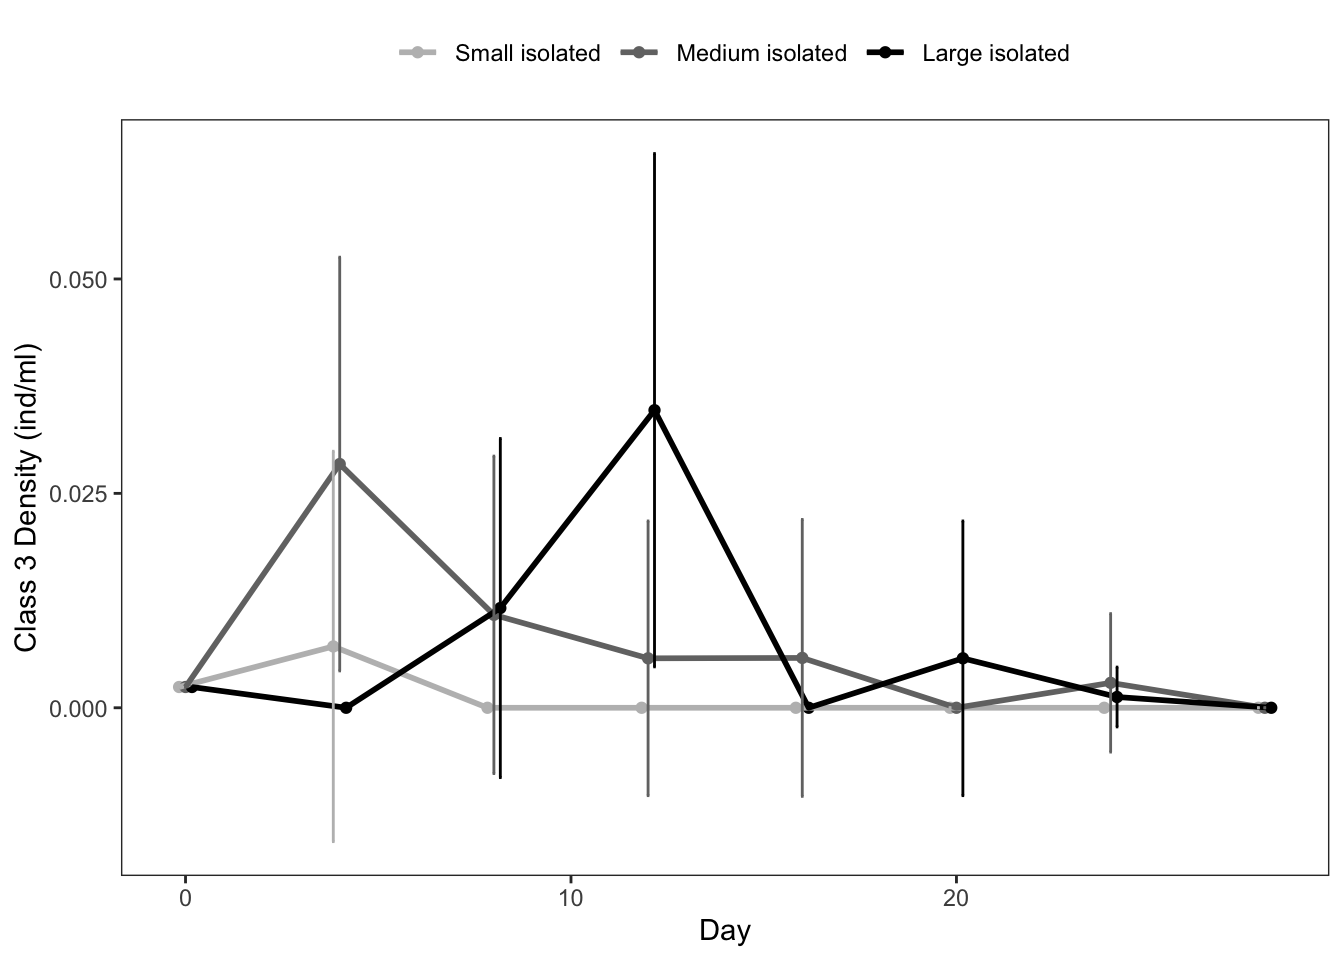 Small isolated Medium isolated Large isolated
Class 3 Density (ind/ml)
0.050
0.025
0.000
0 10 20
Day